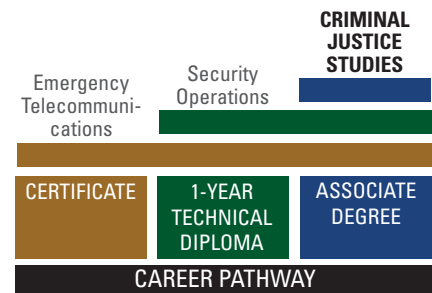 CRIMINAL
JUSTICE
STUDIES
Security
Operations
Emergency
Telecommuni-
cations
CERTIFICATE
1-YEAR
TECHNICAL
DIPLOMA
ASSOCIATE
DEGREE
CAREER PATHWAY